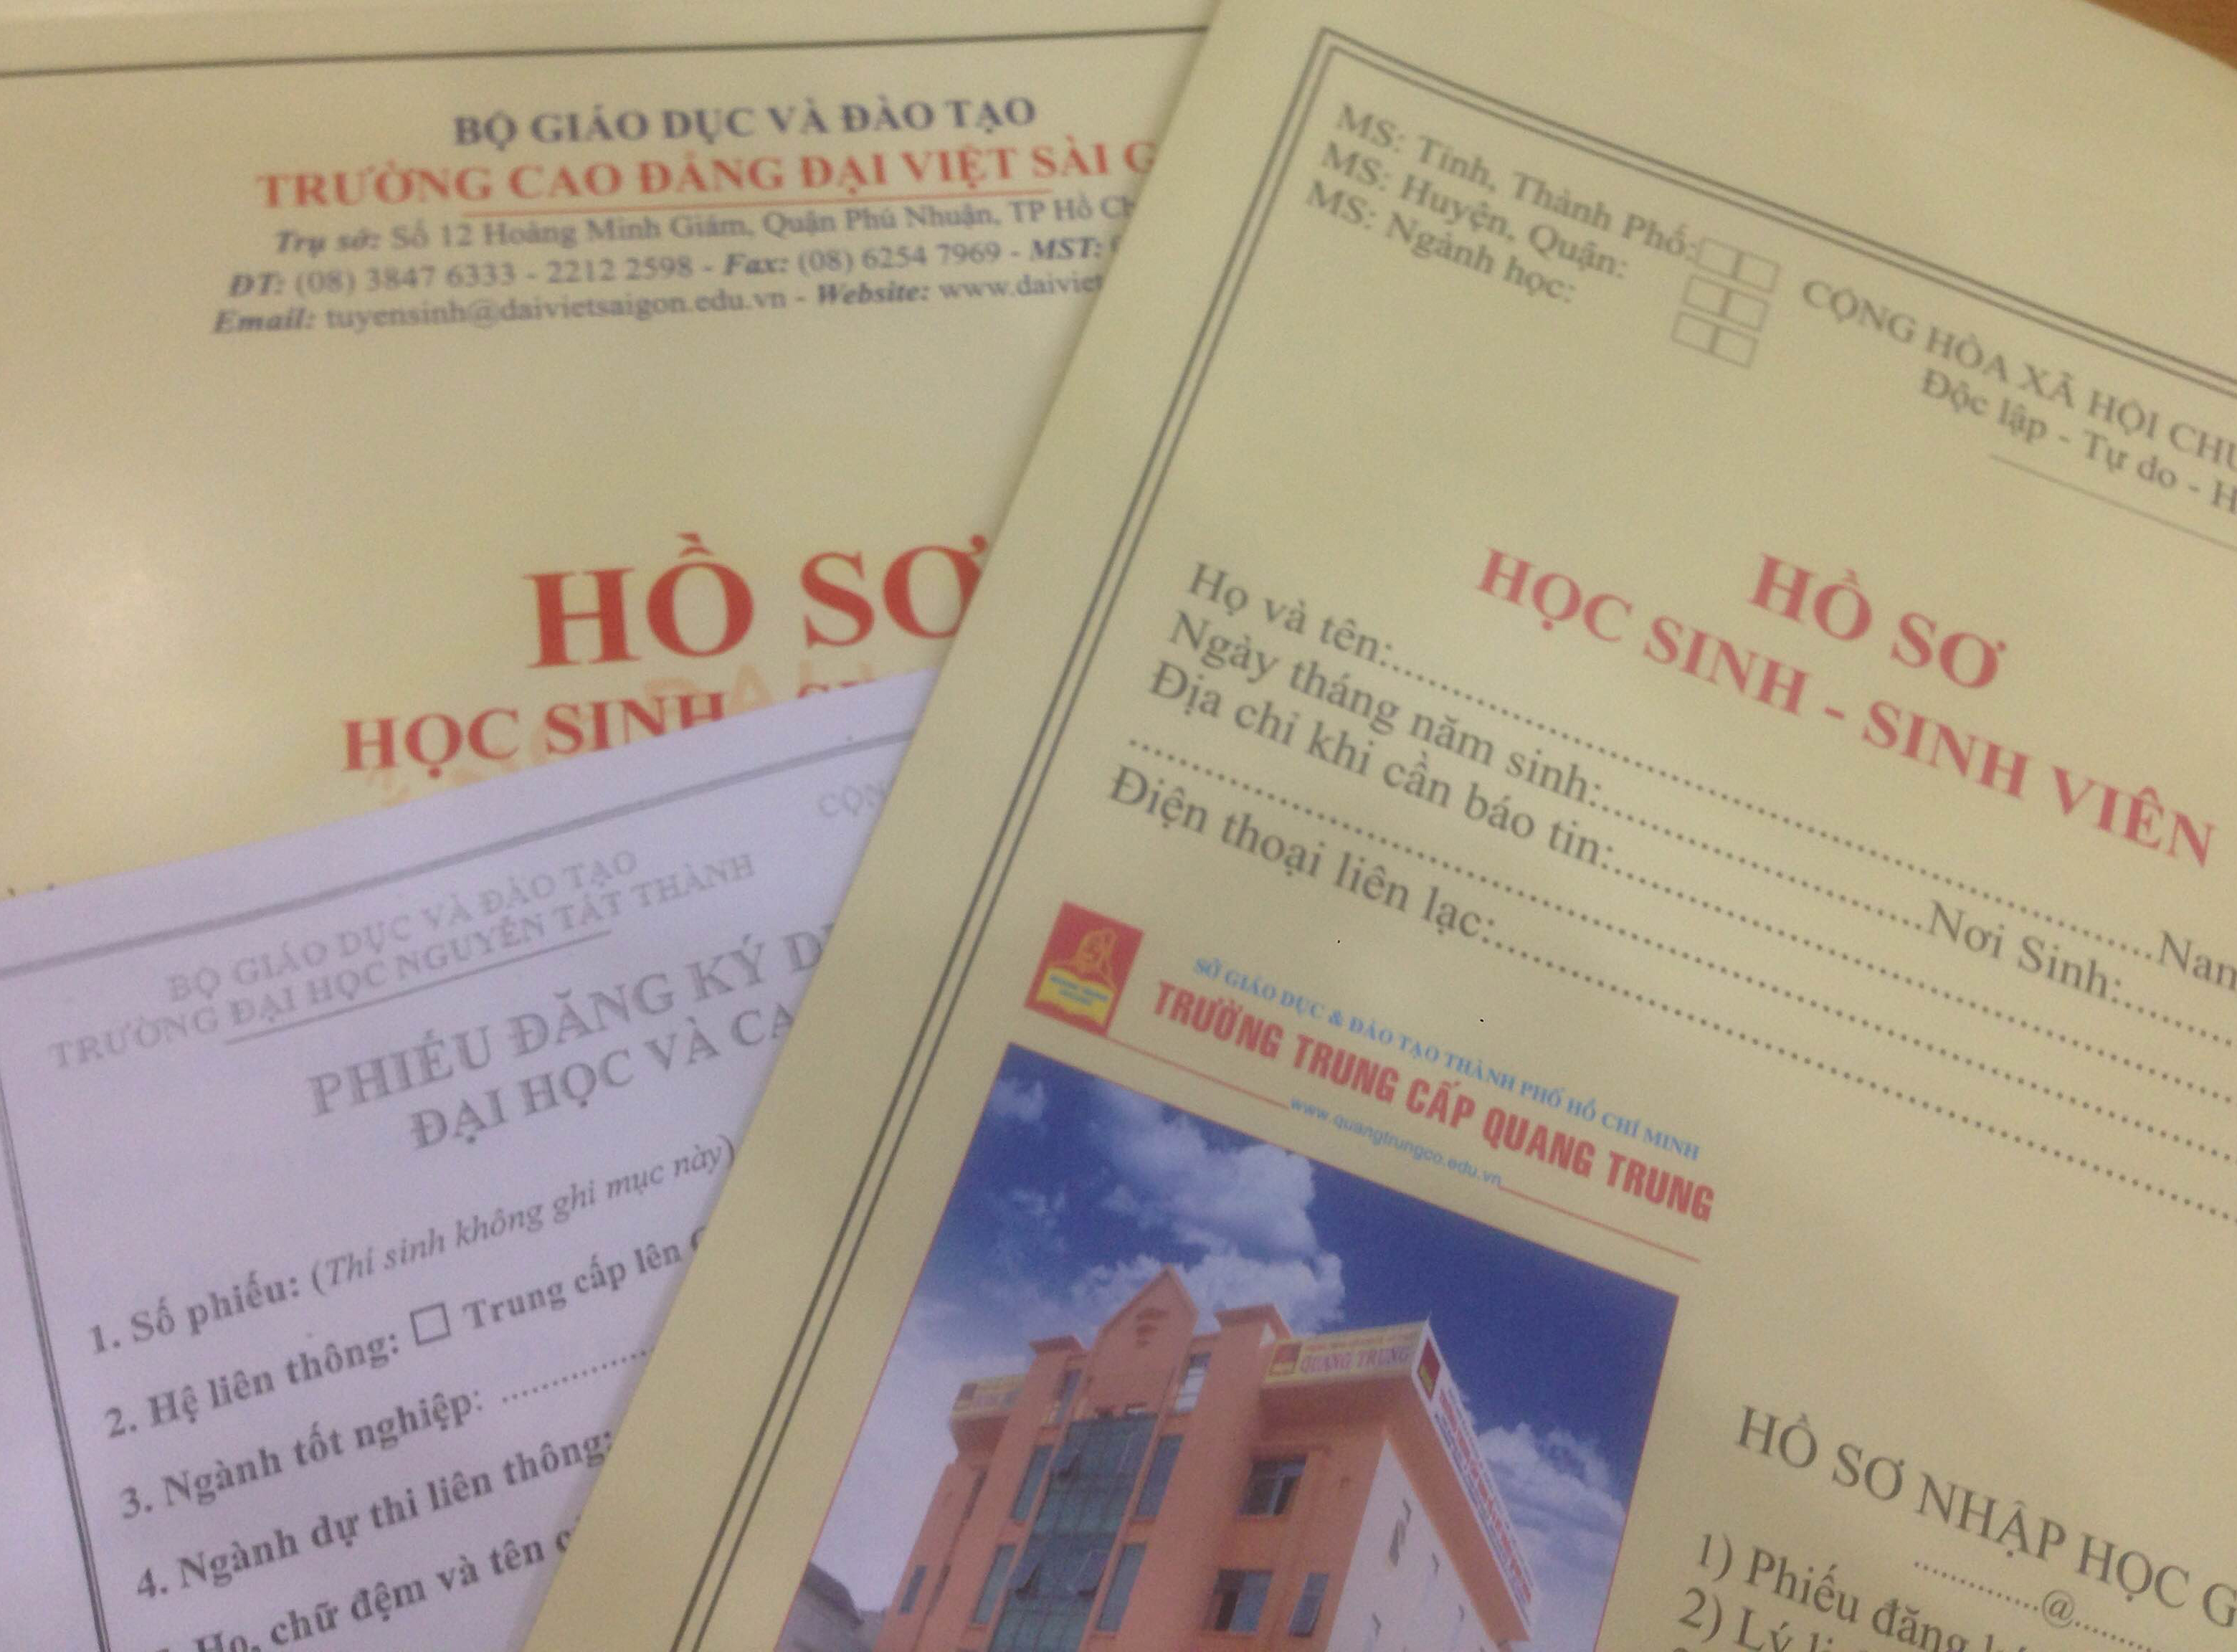 BỘ GIÁO DỤC VÀ ĐÀO TẠO
TRƯỜNG CAO ĐẲNG ĐẠI VIỆT SÀI G
Trụ sở: Số 12 Hoàng Minh Giám, Quận Phú Nhuận, TP Hồ Ch
ĐT: (08) 3847 6333 - 2212 2598 - Fax: (08) 6254 7969 - MST:
Email: tuyensinh@daivietsaigon.edu.vn - Website: www.daiviet
HỒ SƠ
HỌC SINH
BỘ GIÁO DỤC VÀ ĐÀO TẠO
TRƯỜNG ĐẠI HỌC NGUYỄN TẤT THÀNH
CỘN
PHIẾU ĐĂNG KÝ D
ĐẠI HỌC VÀ CA
1. Số phiếu: (Thí sinh không ghi mục này)
2. Hệ liên thông: ☐ Trung cấp lên
3. Ngành tốt nghiệp: ....................
4. Ngành dự thi liên thông:
Họ, chữ đệm và tên
MS: Tỉnh, Thành Phố:
MS: Huyện, Quận:
MS: Ngành học:
CỘNG HÒA XÃ HỘI CHỦ
Độc lập - Tự do - H
HỒ SƠ
HỌC SINH - SINH VIÊN
Họ và tên:....................Nam
Ngày tháng năm sinh:....................Nơi Sinh:....................
Địa chỉ khi cần báo tin:....................
....................
Điện thoại liên lạc:....................
SỞ GIÁO DỤC & ĐÀO TẠO THÀNH PHỐ HỒ CHÍ MINH
TRƯỜNG TRUNG CẤP QUANG TRUNG
www.quangtrungco.edu.vn
QUANG TRUNG
HỒ SƠ NHẬP HỌC G
.............@.............
1) Phiếu đăng
2) Lý